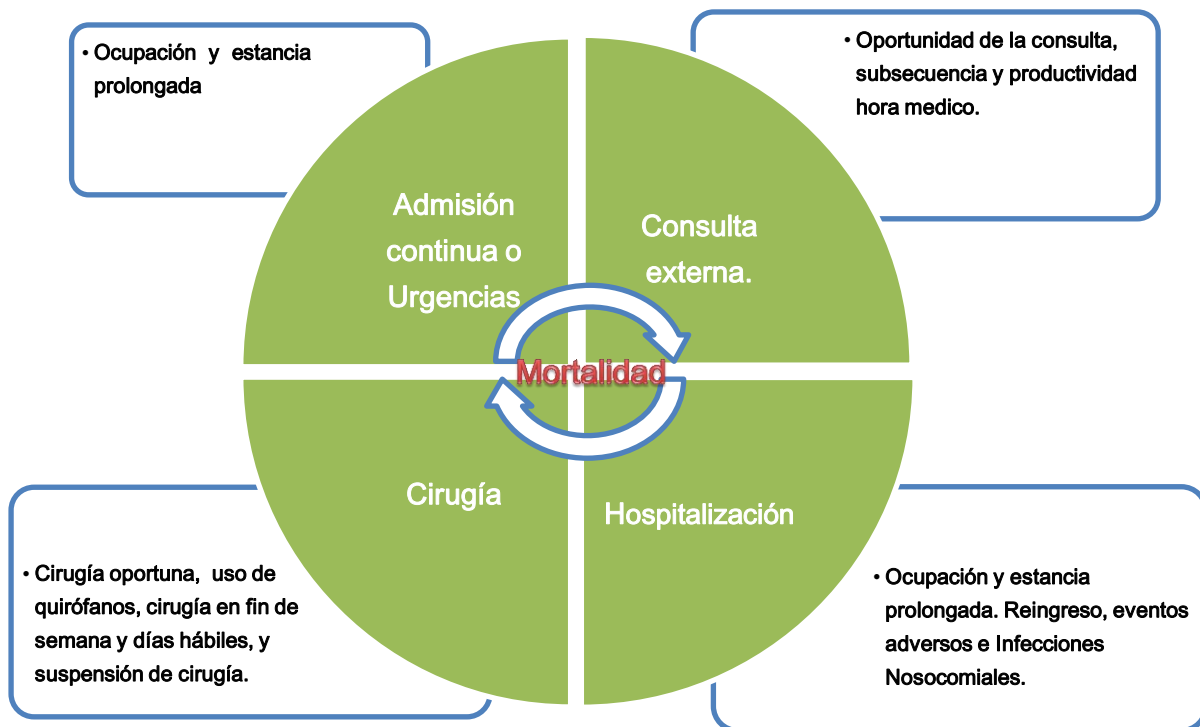 • Ocupación y estancia
prolongada
• Oportunidad de la consulta,
subsecuencia y productividad
hora medico.
Admisión
continua o
Urgencias
Consulta
externa.
Mortalidad
Cirugía
Hospitalización
• Cirugía oportuna, uso de
quirófanos, cirugía en fin de
semana y días hábiles, y
suspensión de cirugía.
• Ocupación y estancia
prolongada. Reingreso, eventos
adversos e Infecciones
Nosocomiales.